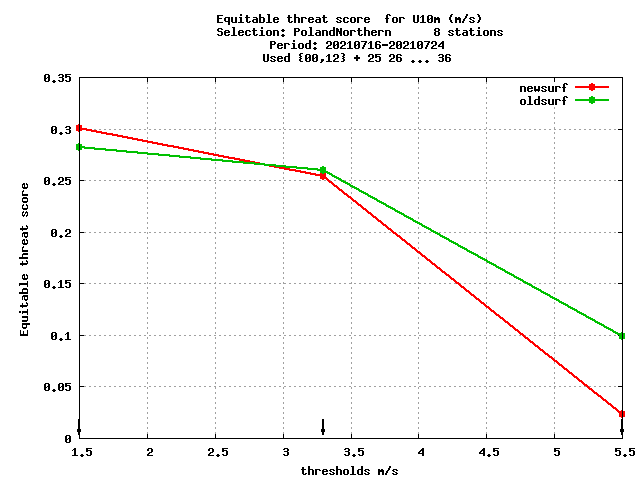 Equitable threat score  for U10m (m/s)
Selection: PolandNorthern      8 stations
Period: 20210716-20210724
Used {00,12} + 25 26 ... 36
newsurf
oldsurf
0.35
0.3
0.25
0.2
0.15
0.1
0.05
0
Equitable threat score
1.5 2 2.5 3 3.5 4 4.5 5 5.5
thresholds m/s